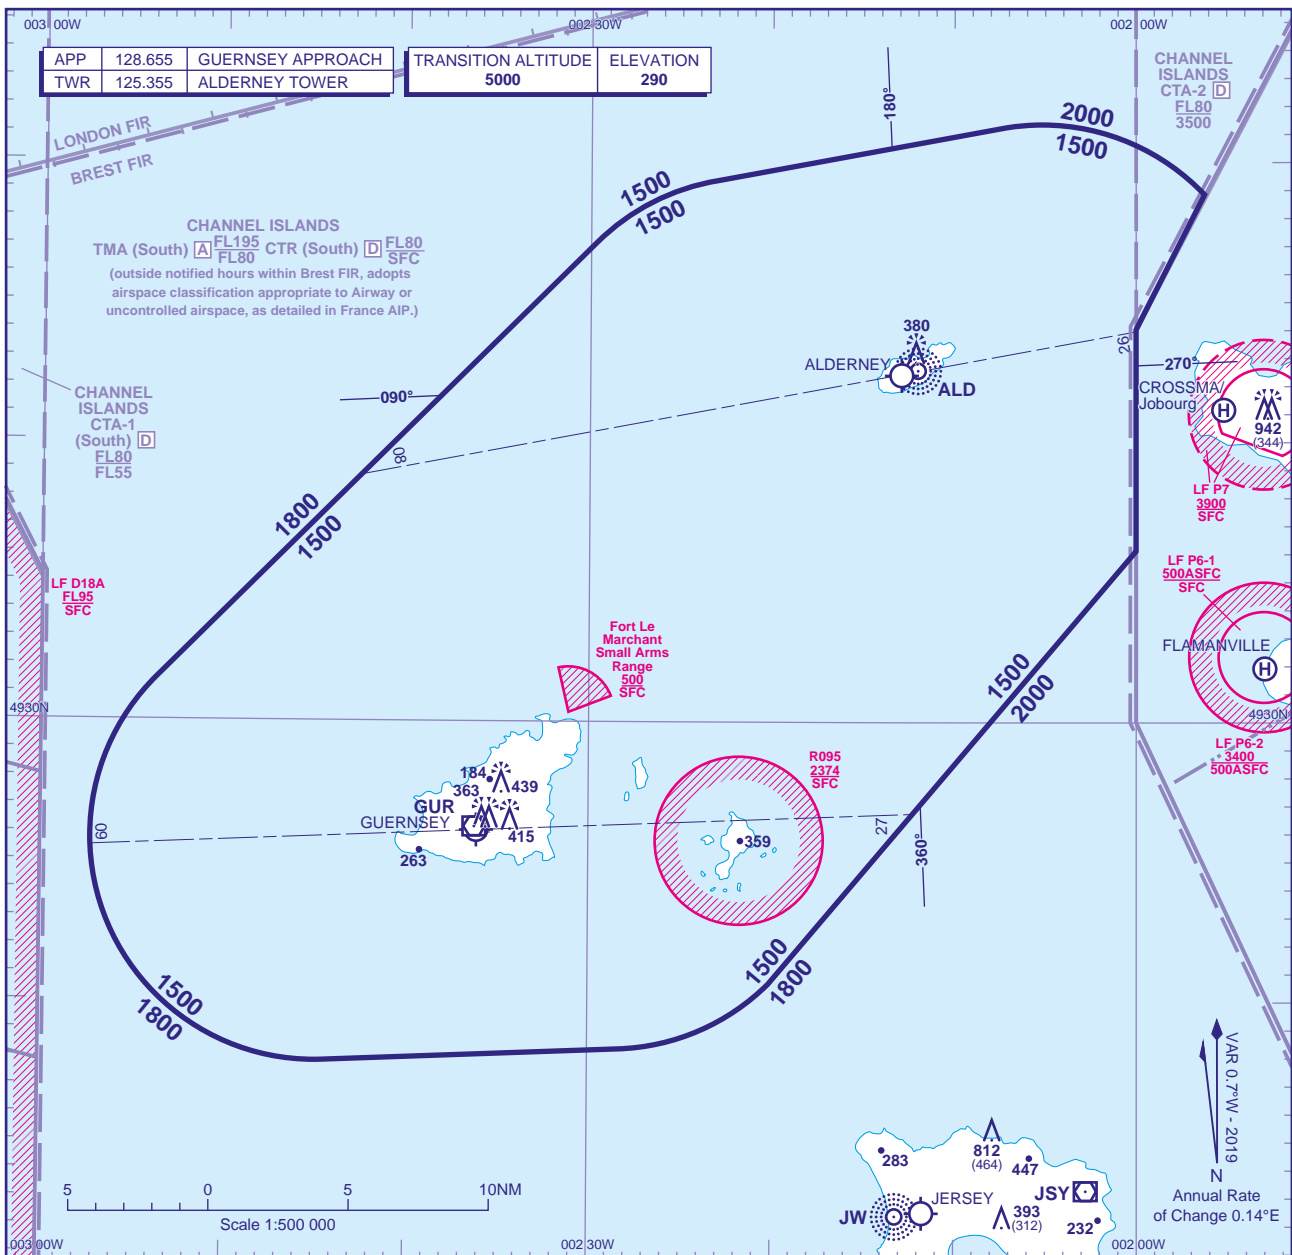 003 00W
002 30W
002 00W
APP 128.655 GUERNSEY APPROACH
TWR 125.355 ALDERNEY TOWER
TRANSITION ALTITUDE
5000
ELEVATION
290
CHANNEL
ISLANDS
CTA-2 D
FL80
3500
LONDON FIR
BREST FIR
180°
2000
1500
1500
1500
CHANNEL ISLANDS
TMA (South) A FL195 CTR (South) D FL80
FL80 SFC
(outside notified hours within Brest FIR, adopts
airspace classification appropriate to Airway or
uncontrolled airspace, as detailed in France AIP.)
380
ALDERNEY
ALD
26
270°
CROSSMA/
Jobourg
H
942
(344)
LF P7
3900
SFC
CHANNEL
ISLANDS
CTA-1
(South) D
FL80
FL55
090°
08
1800
1500
LF D18A
FL95
SFC
LF P6-1
500ASFC
SFC
FLAMANVILLE
H
LF P6-2
3400
500ASFC
Fort Le
Marchant
Small Arms
Range
500
SFC
1500
2000
4930N
4930N
R095
2374
SFC
184
439
363
GUR
GUERNSEY
415
263
359
09
27
360°
1500
1800
1500
1800
VAR 0.7°W - 2019
N
Annual Rate
of Change 0.14°E
283
812
(464)
447
JSY
JERSEY
JW
393
(312)
232
5 0 5 10NM
Scale 1:500 000
003 00W
002 30W
002 00W